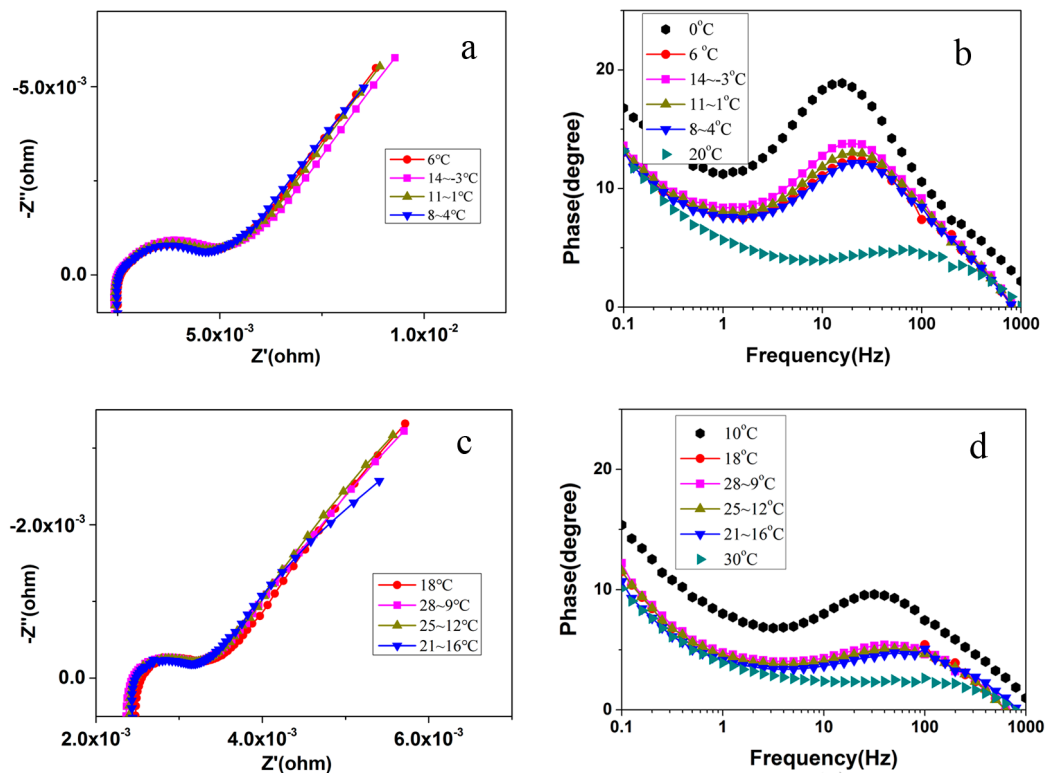 a
-Z''(ohm)
-5.0x10⁻³
0.0
6℃
14~-3℃
11~1℃
8~4℃
5.0x10⁻³
1.0x10⁻²
Z'(ohm)
b
Phase(degree)
20
10
0
0°C
6 °C
14~-3°C
11~1°C
8~4°C
20°C
0.1
1
10
100
1000
Frequency(Hz)
c
-Z''(ohm)
-2.0x10⁻³
0.0
18℃
28~9℃
25~12℃
21~16℃
2.0x10⁻³
4.0x10⁻³
6.0x10⁻³
Z'(ohm)
d
Phase(degree)
20
10
0
10°C
18°C
28~9°C
25~12°C
21~16°C
30°C
0.1
1
10
100
1000
Frequency(Hz)